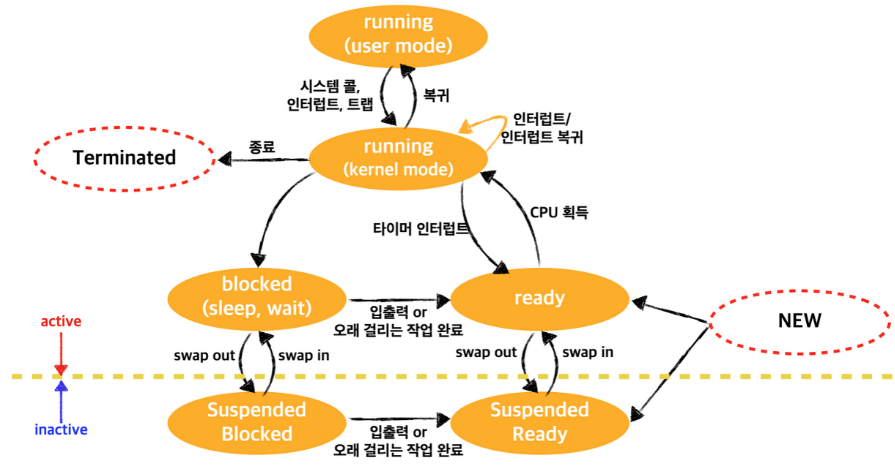 running
(user mode)
시스템 콜,
인터럽트, 트랩
복귀
인터럽트/
인터럽트 복귀
Terminated
종료
running
(kernel mode)
타이머 인터럽트
CPU 획득
blocked
(sleep, wait)
입출력 or
오래 걸리는 작업 완료
ready
NEW
active
swap out
swap in
swap out
swap in
inactive
Suspended
Blocked
입출력 or
오래 걸리는 작업 완료
Suspended
Ready